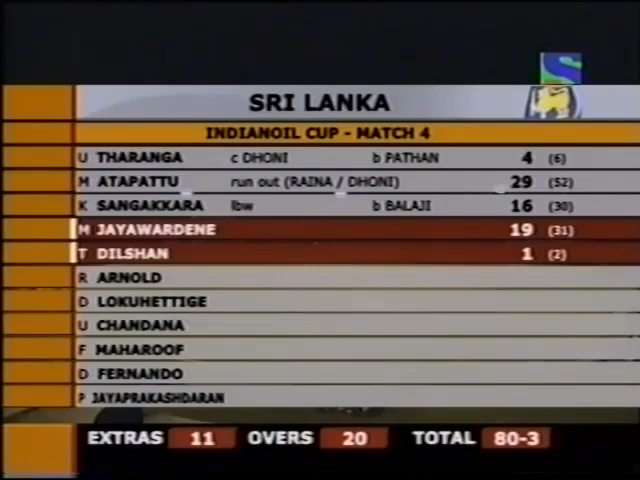 S
SRI LANKA
INDIANOIL CUP - MATCH 4
U THARANGA c DHONI b PATHAN 4 (6)
M ATAPATTU run out (RAINA / DHONI) 29 (52)
K SANGAKKARA lbw b BALAJI 16 (30)
M JAYAWARDENE 19 (31)
T DILSHAN 1 (2)
R ARNOLD
D LOKUHETTIGE
U CHANDANA
F MAHAROOF
D FERNANDO
P JAYAPRAKASHDARAN
EXTRAS 11 OVERS 20 TOTAL 80-3